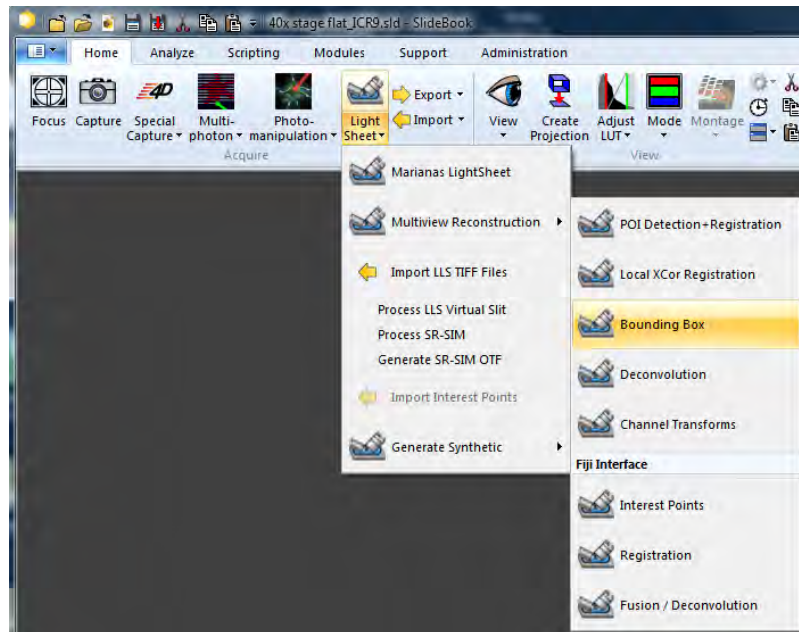 40x stage flat_ICR9.sld - SlideBook
Home Analyze Scripting Modules Support Administration
Focus Capture Special Capture Multi-photon Photo-manipulation Light Sheet Export Import View Create Projection Adjust LUT Mode Montage
4D
Acquire View
Marianas LightSheet
Multiview Reconstruction
Import LLS TIFF Files
Process LLS Virtual Slit
Process SR-SIM
Generate SR-SIM OTF
Import Interest Points
Generate Synthetic
POI Detection+Registration
Local XCor Registration
Bounding Box
Deconvolution
Channel Transforms
Fiji Interface
Interest Points
Registration
Fusion / Deconvolution